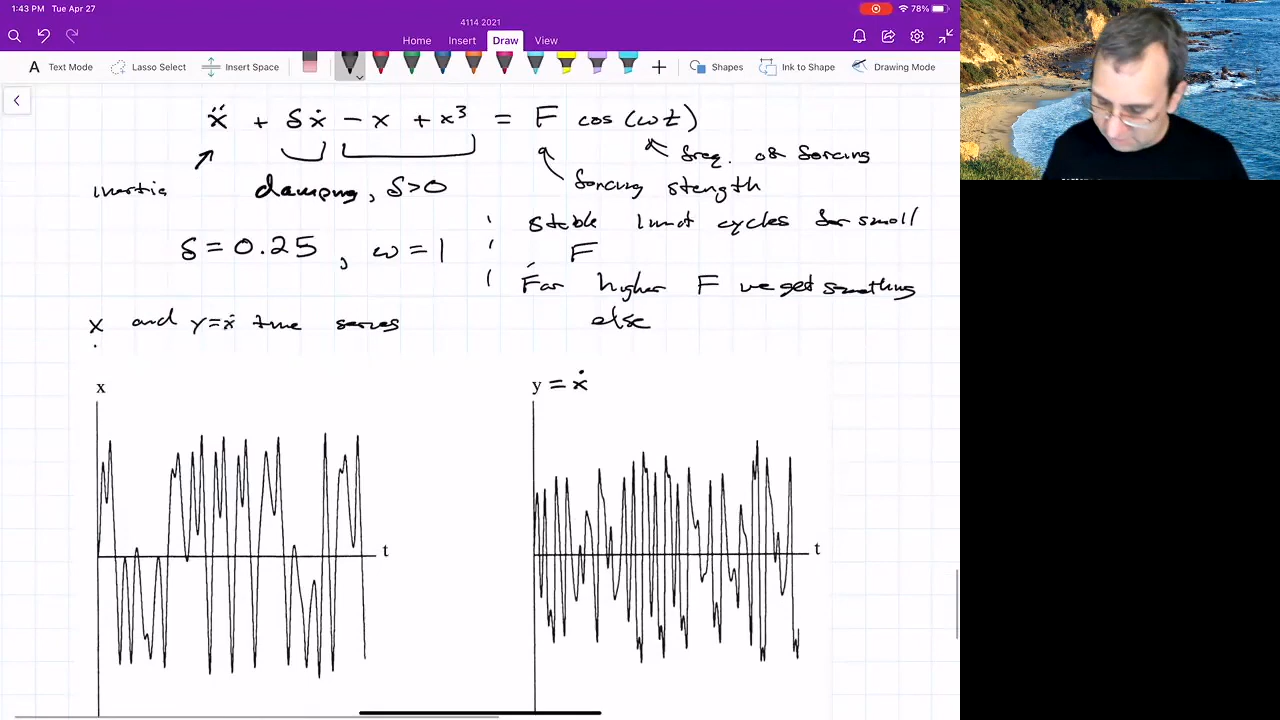 1:43 PM Tue Apr 27
78%
4114 2021
Home Insert Draw View
Text Mode Lasso Select Insert Space Shapes Ink to Shape Drawing Mode
ẍ + δẋ - x + x³ = F cos(ωt)
freq. of forcing
inertia damping, δ>0 forcing stength
δ = 0.25, ω = 1
stable limit cycles for small
F
For higher F we get something
else
x and y=ẋ time series
x
y = ẋ
t
t